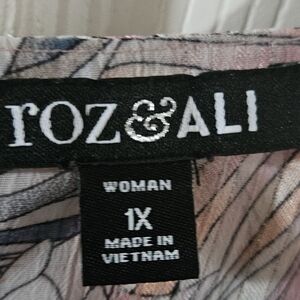 roz&ALI
WOMAN
1X
MADE IN
VIETNAM